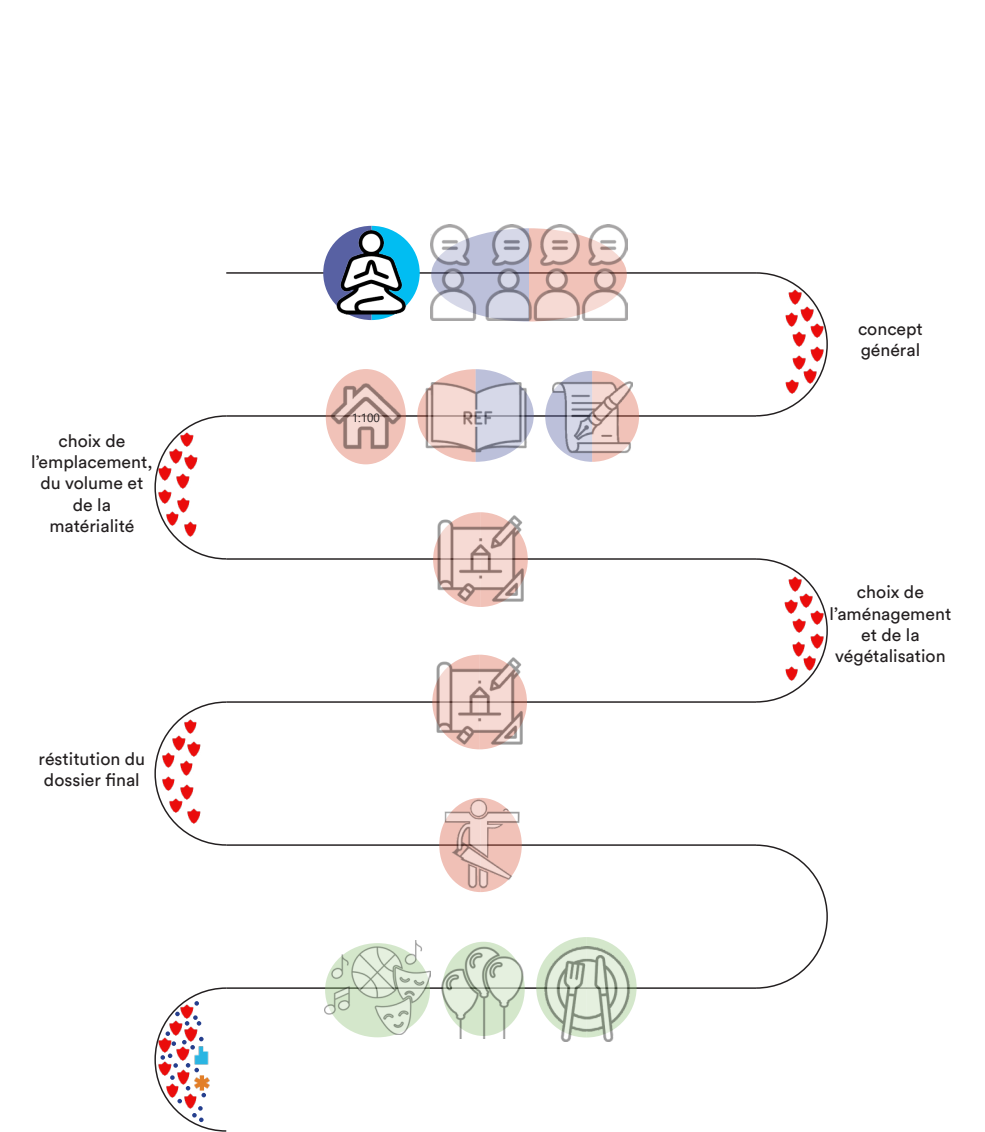 concept
général
1:100
REF
choix de
l'emplacement,
du volume et
de la
matérialité
choix de
l'aménagement
et de la
végétalisation
réstitution du
dossier final